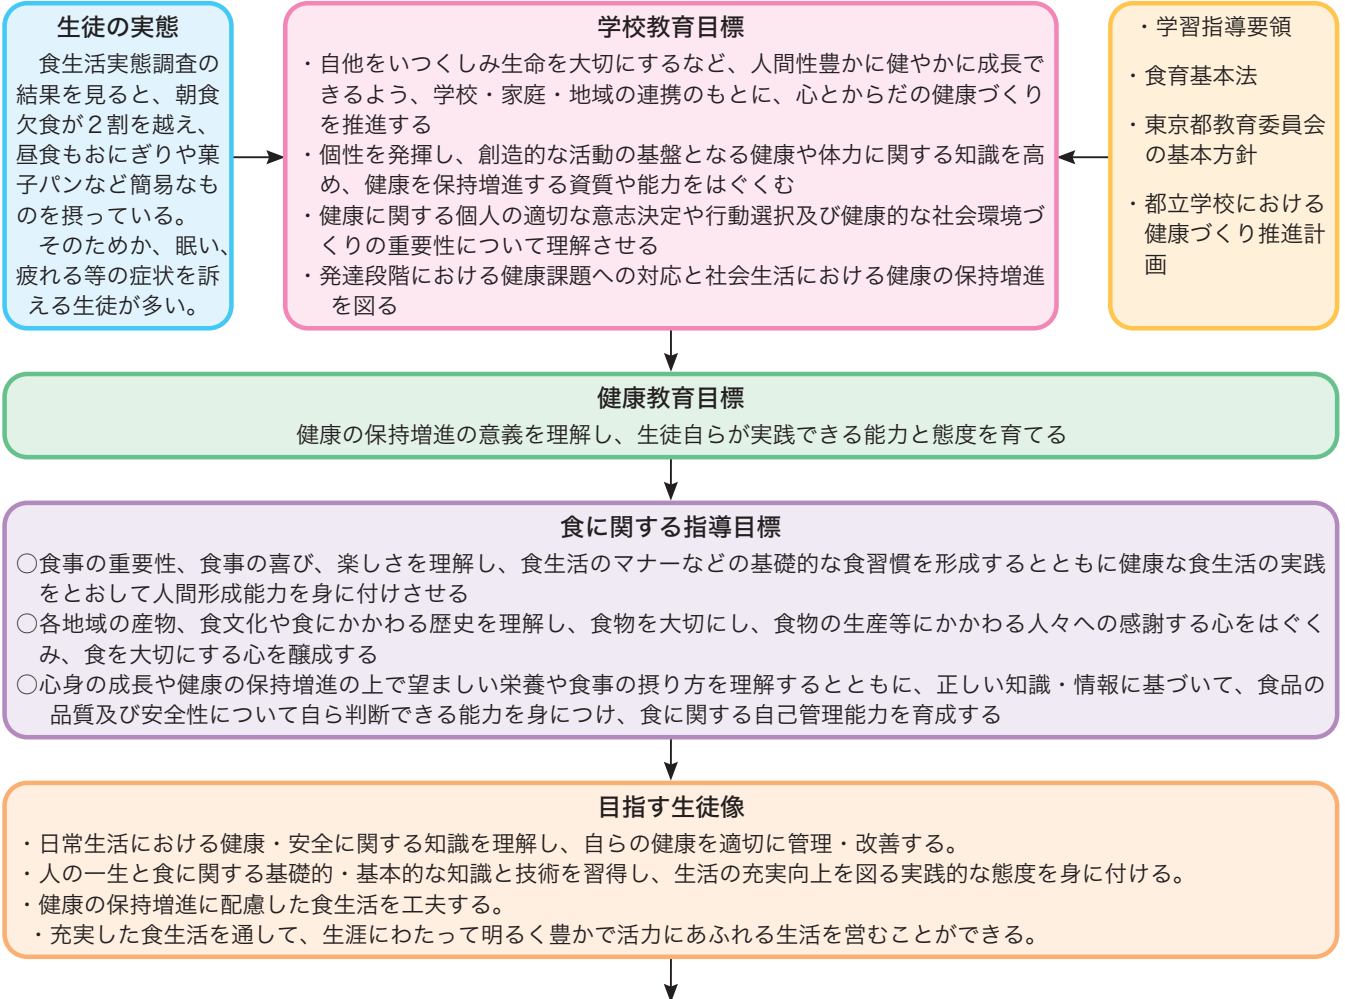 生徒の実態
食生活実態調査の
結果を見ると、朝食
欠食が２割を越え、
昼食もおにぎりや菓
子パンなど簡易なも
のを摂っている。
そのためか、眠い、
疲れる等の症状を訴
える生徒が多い。
学校教育目標
・自他をいつくしみ生命を大切にするなど、人間性豊かに健やかに成長で
きるよう、学校・家庭・地域の連携のもとに、心とからだの健康づくり
を推進する
・個性を発揮し、創造的な活動の基盤となる健康や体力に関する知識を高
め、健康を保持増進する資質や能力をはぐくむ
・健康に関する個人の適切な意志決定や行動選択及び健康的な社会環境づ
くりの重要性について理解させる
・発達段階における健康課題への対応と社会生活における健康の保持増進
を図る
・学習指導要領
・食育基本法
・東京都教育委員会
の基本方針
・都立学校における
健康づくり推進計
画
健康教育目標
健康の保持増進の意義を理解し、生徒自らが実践できる能力と態度を育てる
食に関する指導目標
○食事の重要性、食事の喜び、楽しさを理解し、食生活のマナーなどの基礎的な食習慣を形成するとともに健康な食生活の実践
をとおして人間形成能力を身に付けさせる
○各地域の産物、食文化や食にかかわる歴史を理解し、食物を大切にし、食物の生産等にかかわる人々への感謝する心をはぐく
み、食を大切にする心を醸成する
○心身の成長や健康の保持増進の上で望ましい栄養や食事の摂り方を理解するとともに、正しい知識・情報に基づいて、食品の
品質及び安全性について自ら判断できる能力を身につけ、食に関する自己管理能力を育成する
目指す生徒像
・日常生活における健康・安全に関する知識を理解し、自らの健康を適切に管理・改善する。
・人の一生と食に関する基礎的・基本的な知識と技術を習得し、生活の充実向上を図る実践的な態度を身に付ける。
・健康の保持増進に配慮した食生活を工夫する。
・充実した食生活を通して、生涯にわたって明るく豊かで活力にあふれる生活を営むことができる。